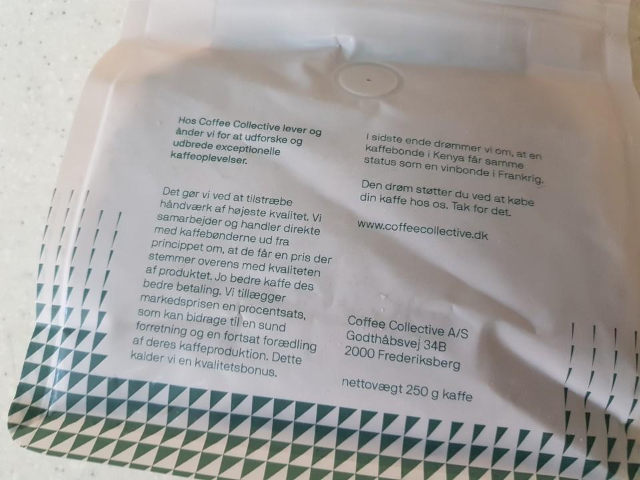 Hos Coffee Collective lever og
ånder vi for at udforske og
udbrede exceptionelle
kaffeoplevelser.
Det gør vi ved at tilstræbe
håndværk af højeste kvalitet. Vi
samarbejder og handler direkte
med kaffebønderne ud fra
princippet om, at de får en pris der
stemmer overens med kvaliteten
af produktet. Jo bedre kaffe des
bedre betaling. Vi tillægger
markedsprisen en procentsats,
som kan bidrage til en sund
forretning og en fortsat forædling
af deres kaffeproduktion. Dette
kalder vi en kvalitetsbonus.
I sidste ende drømmer vi om, at en
kaffebonde i Kenya får samme
status som en vinbonde i Frankrig.
Den drøm støtter du ved at købe
din kaffe hos os. Tak for det.
www.coffeecollective.dk
Coffee Collective A/S
Godthåbsvej 34B
2000 Frederiksberg
nettovægt 250 g kaffe